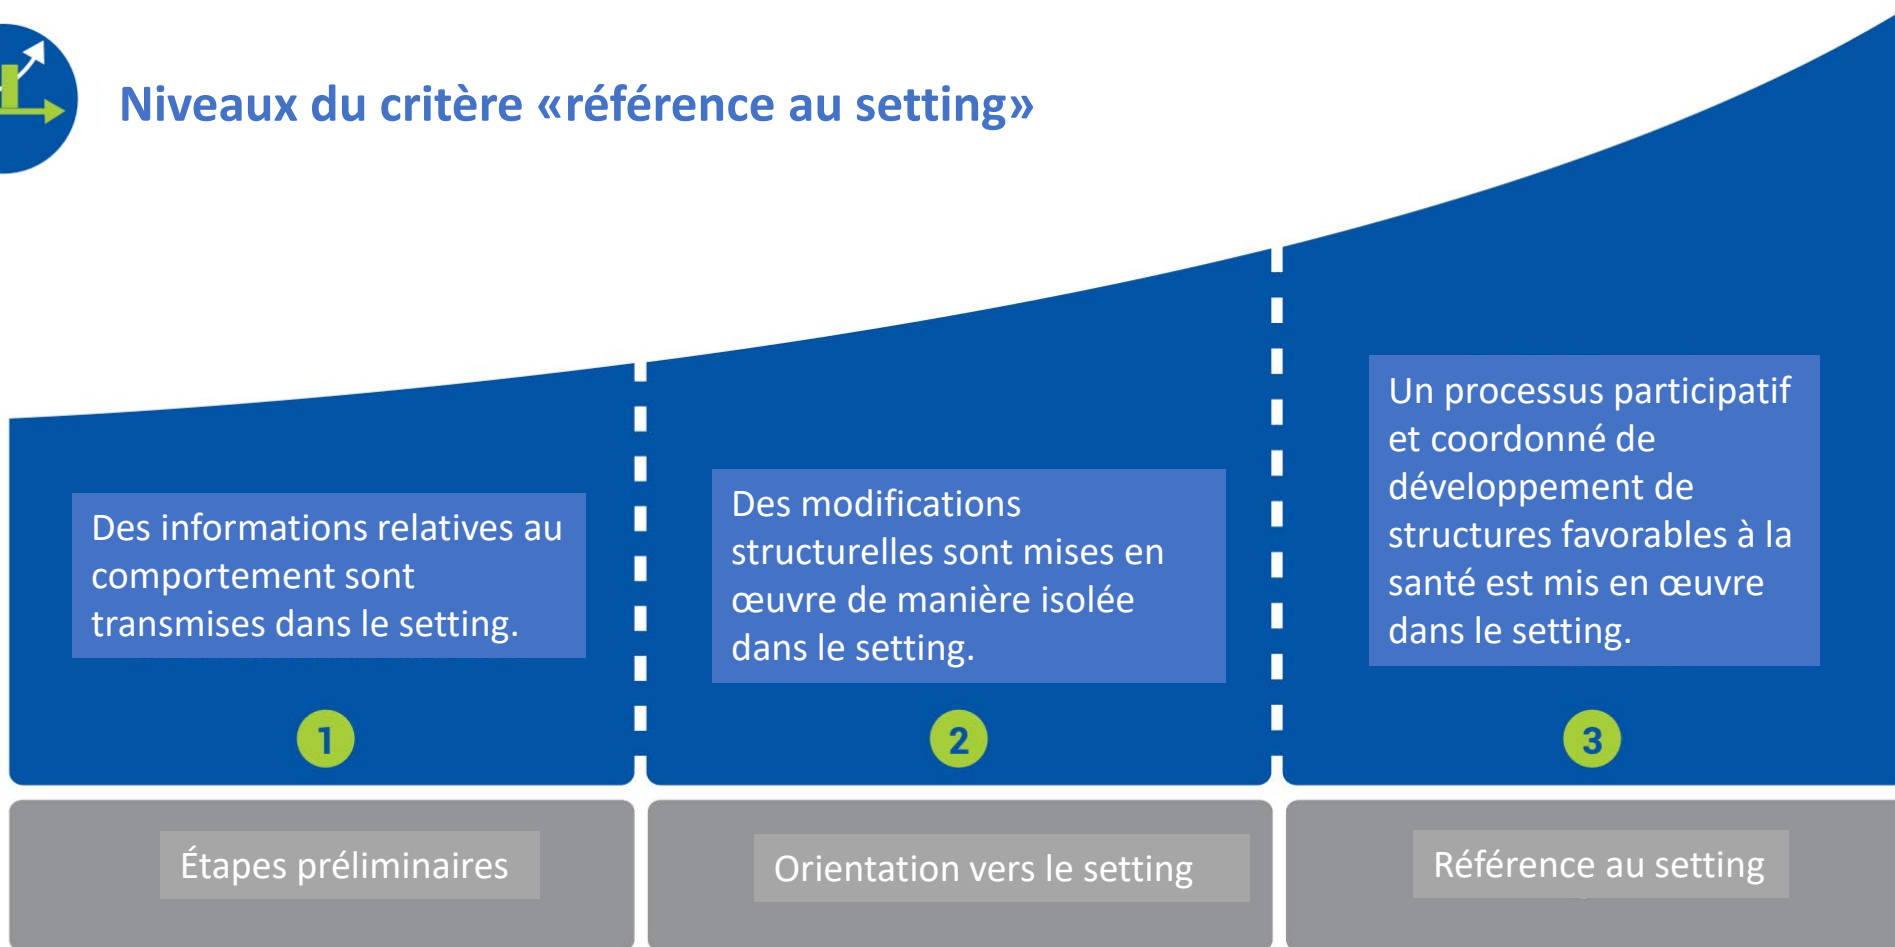 Niveaux du critère «référence au setting»
Des informations relatives au
comportement sont
transmises dans le setting.
1
Étapes préliminaires
Des modifications
structurelles sont mises en
œuvre de manière isolée
dans le setting.
2
Orientation vers le setting
Un processus participatif
et coordonné de
développement de
structures favorables à la
santé est mis en œuvre
dans le setting.
3
Référence au setting